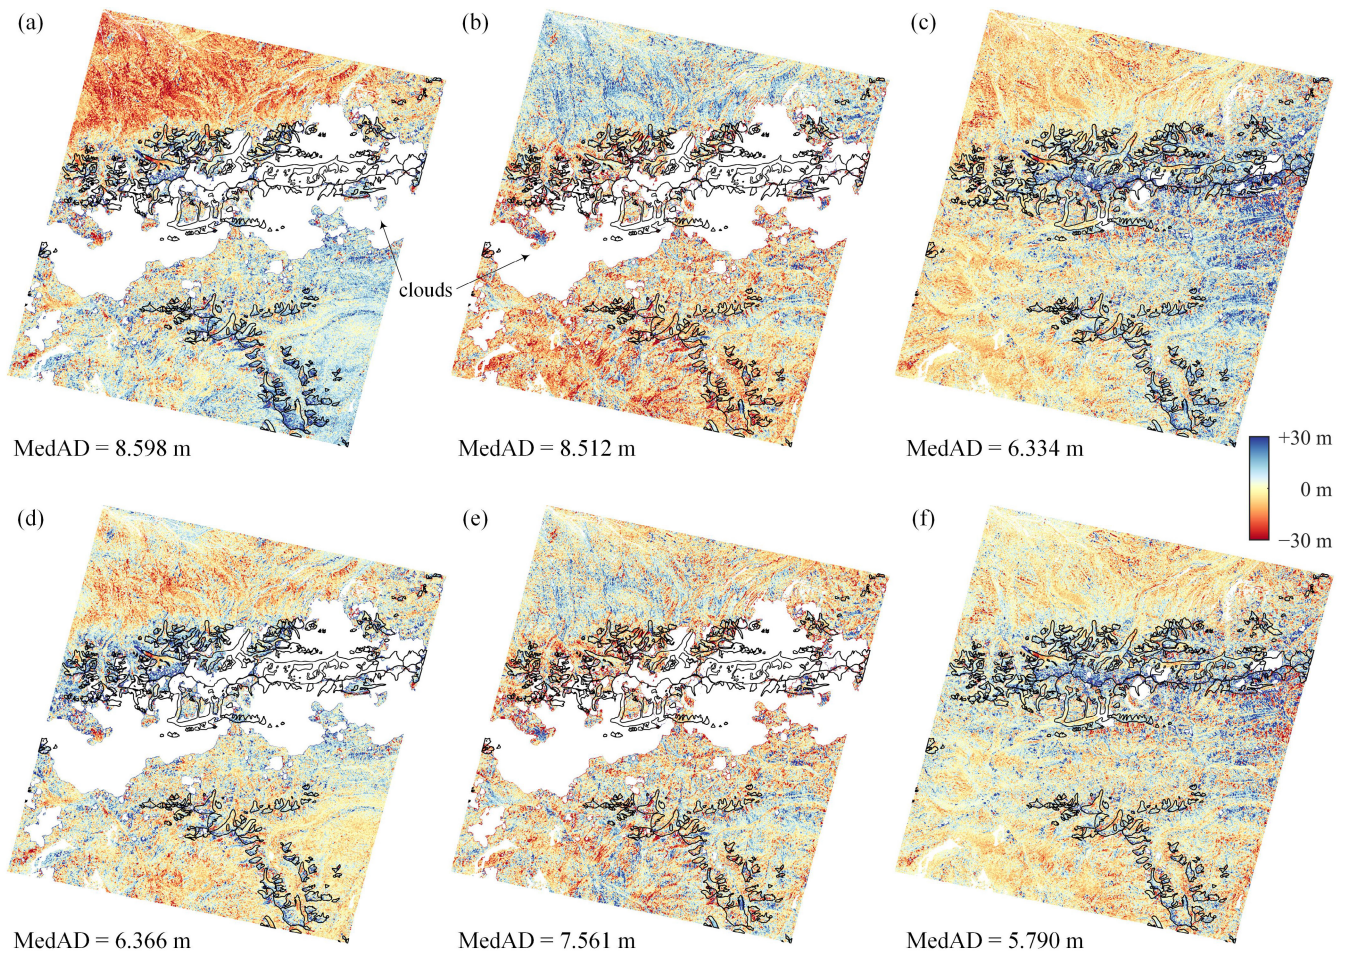 (a)
(b)
(c)
clouds
MedAD = 8.598 m
MedAD = 8.512 m
MedAD = 6.334 m
+30 m
0 m
−30 m
(d)
(e)
(f)
MedAD = 6.366 m
MedAD = 7.561 m
MedAD = 5.790 m